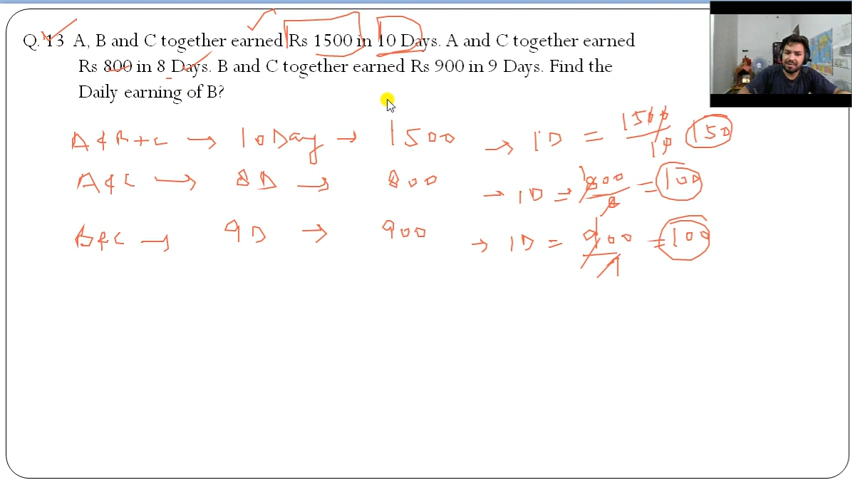 Q. 13 A, B and C together earned Rs 1500 in 10 Days. A and C together earned
Rs 800 in 8 Days. B and C together earned Rs 900 in 9 Days. Find the
Daily earning of B?
A & B + C → 10 Day → 1500 → 1D = 1500/10 150
A & C → 8D → 800 → 1D = 800/8 = 100
B & C → 9D → 900 → 1D = 900/9 = 100